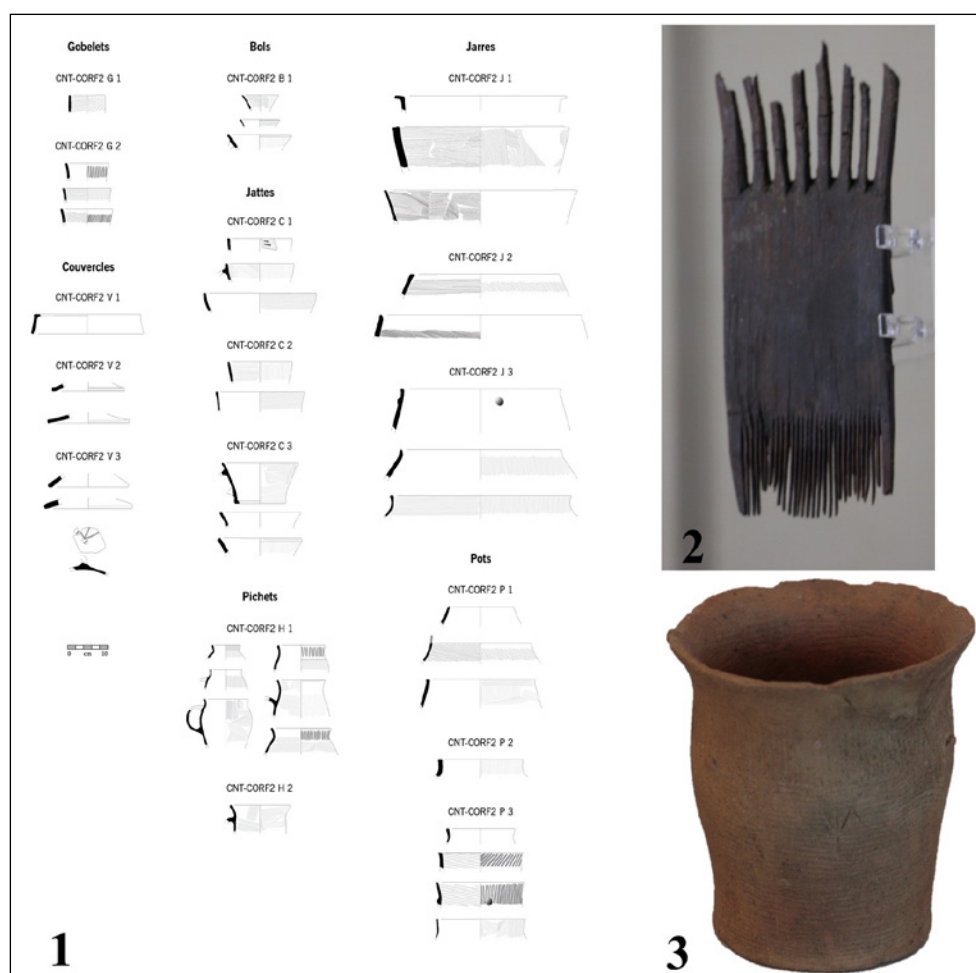 Gobelets
CNT-CORF2 G 1
CNT-CORF2 G 2
Couvercles
CNT-CORF2 V 1
CNT-CORF2 V 2
CNT-CORF2 V 3
0 cm 10
Bols
CNT-CORF2 B 1
Jattes
CNT-CORF2 C 1
CNT-CORF2 C 2
CNT-CORF2 C 3
Pichets
CNT-CORF2 H 1
CNT-CORF2 H 2
Jarres
CNT-CORF2 J 1
CNT-CORF2 J 2
CNT-CORF2 J 3
Pots
CNT-CORF2 P 1
CNT-CORF2 P 2
CNT-CORF2 P 3
1
2
3